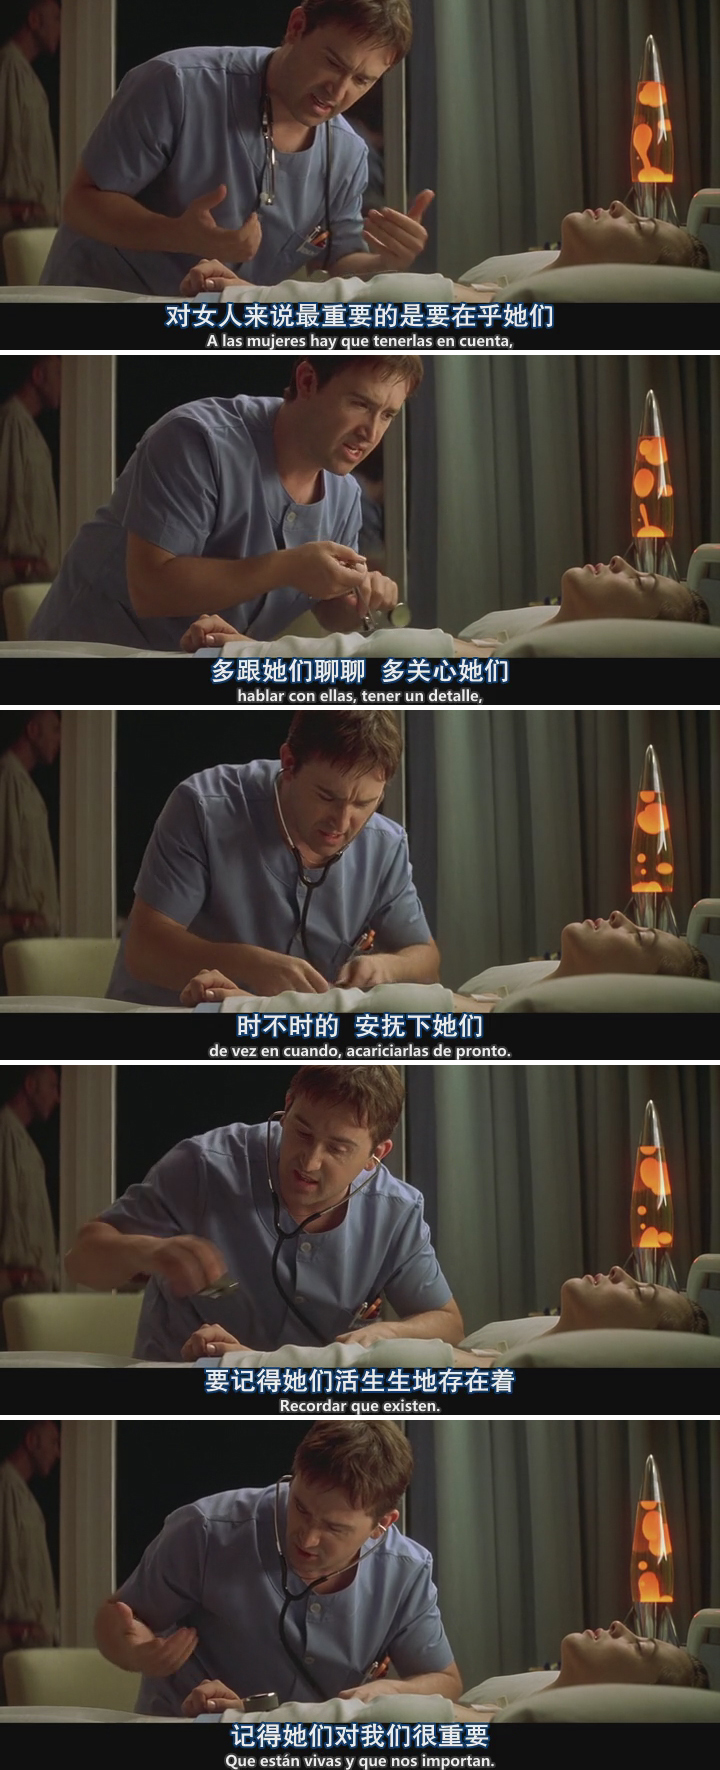 对女人来说最重要的是要在乎她们
A las mujeres hay que tenerlas en cuenta,
多跟她们聊聊 多关心她们
hablar con ellas, tener un detalle,
时不时的 安抚下她们
de vez en cuando, acariciarlas de pronto.
要记得她们活生生地存在着
Recordar que existen.
记得她们对我们很重要
Que están vivas y que nos importan.